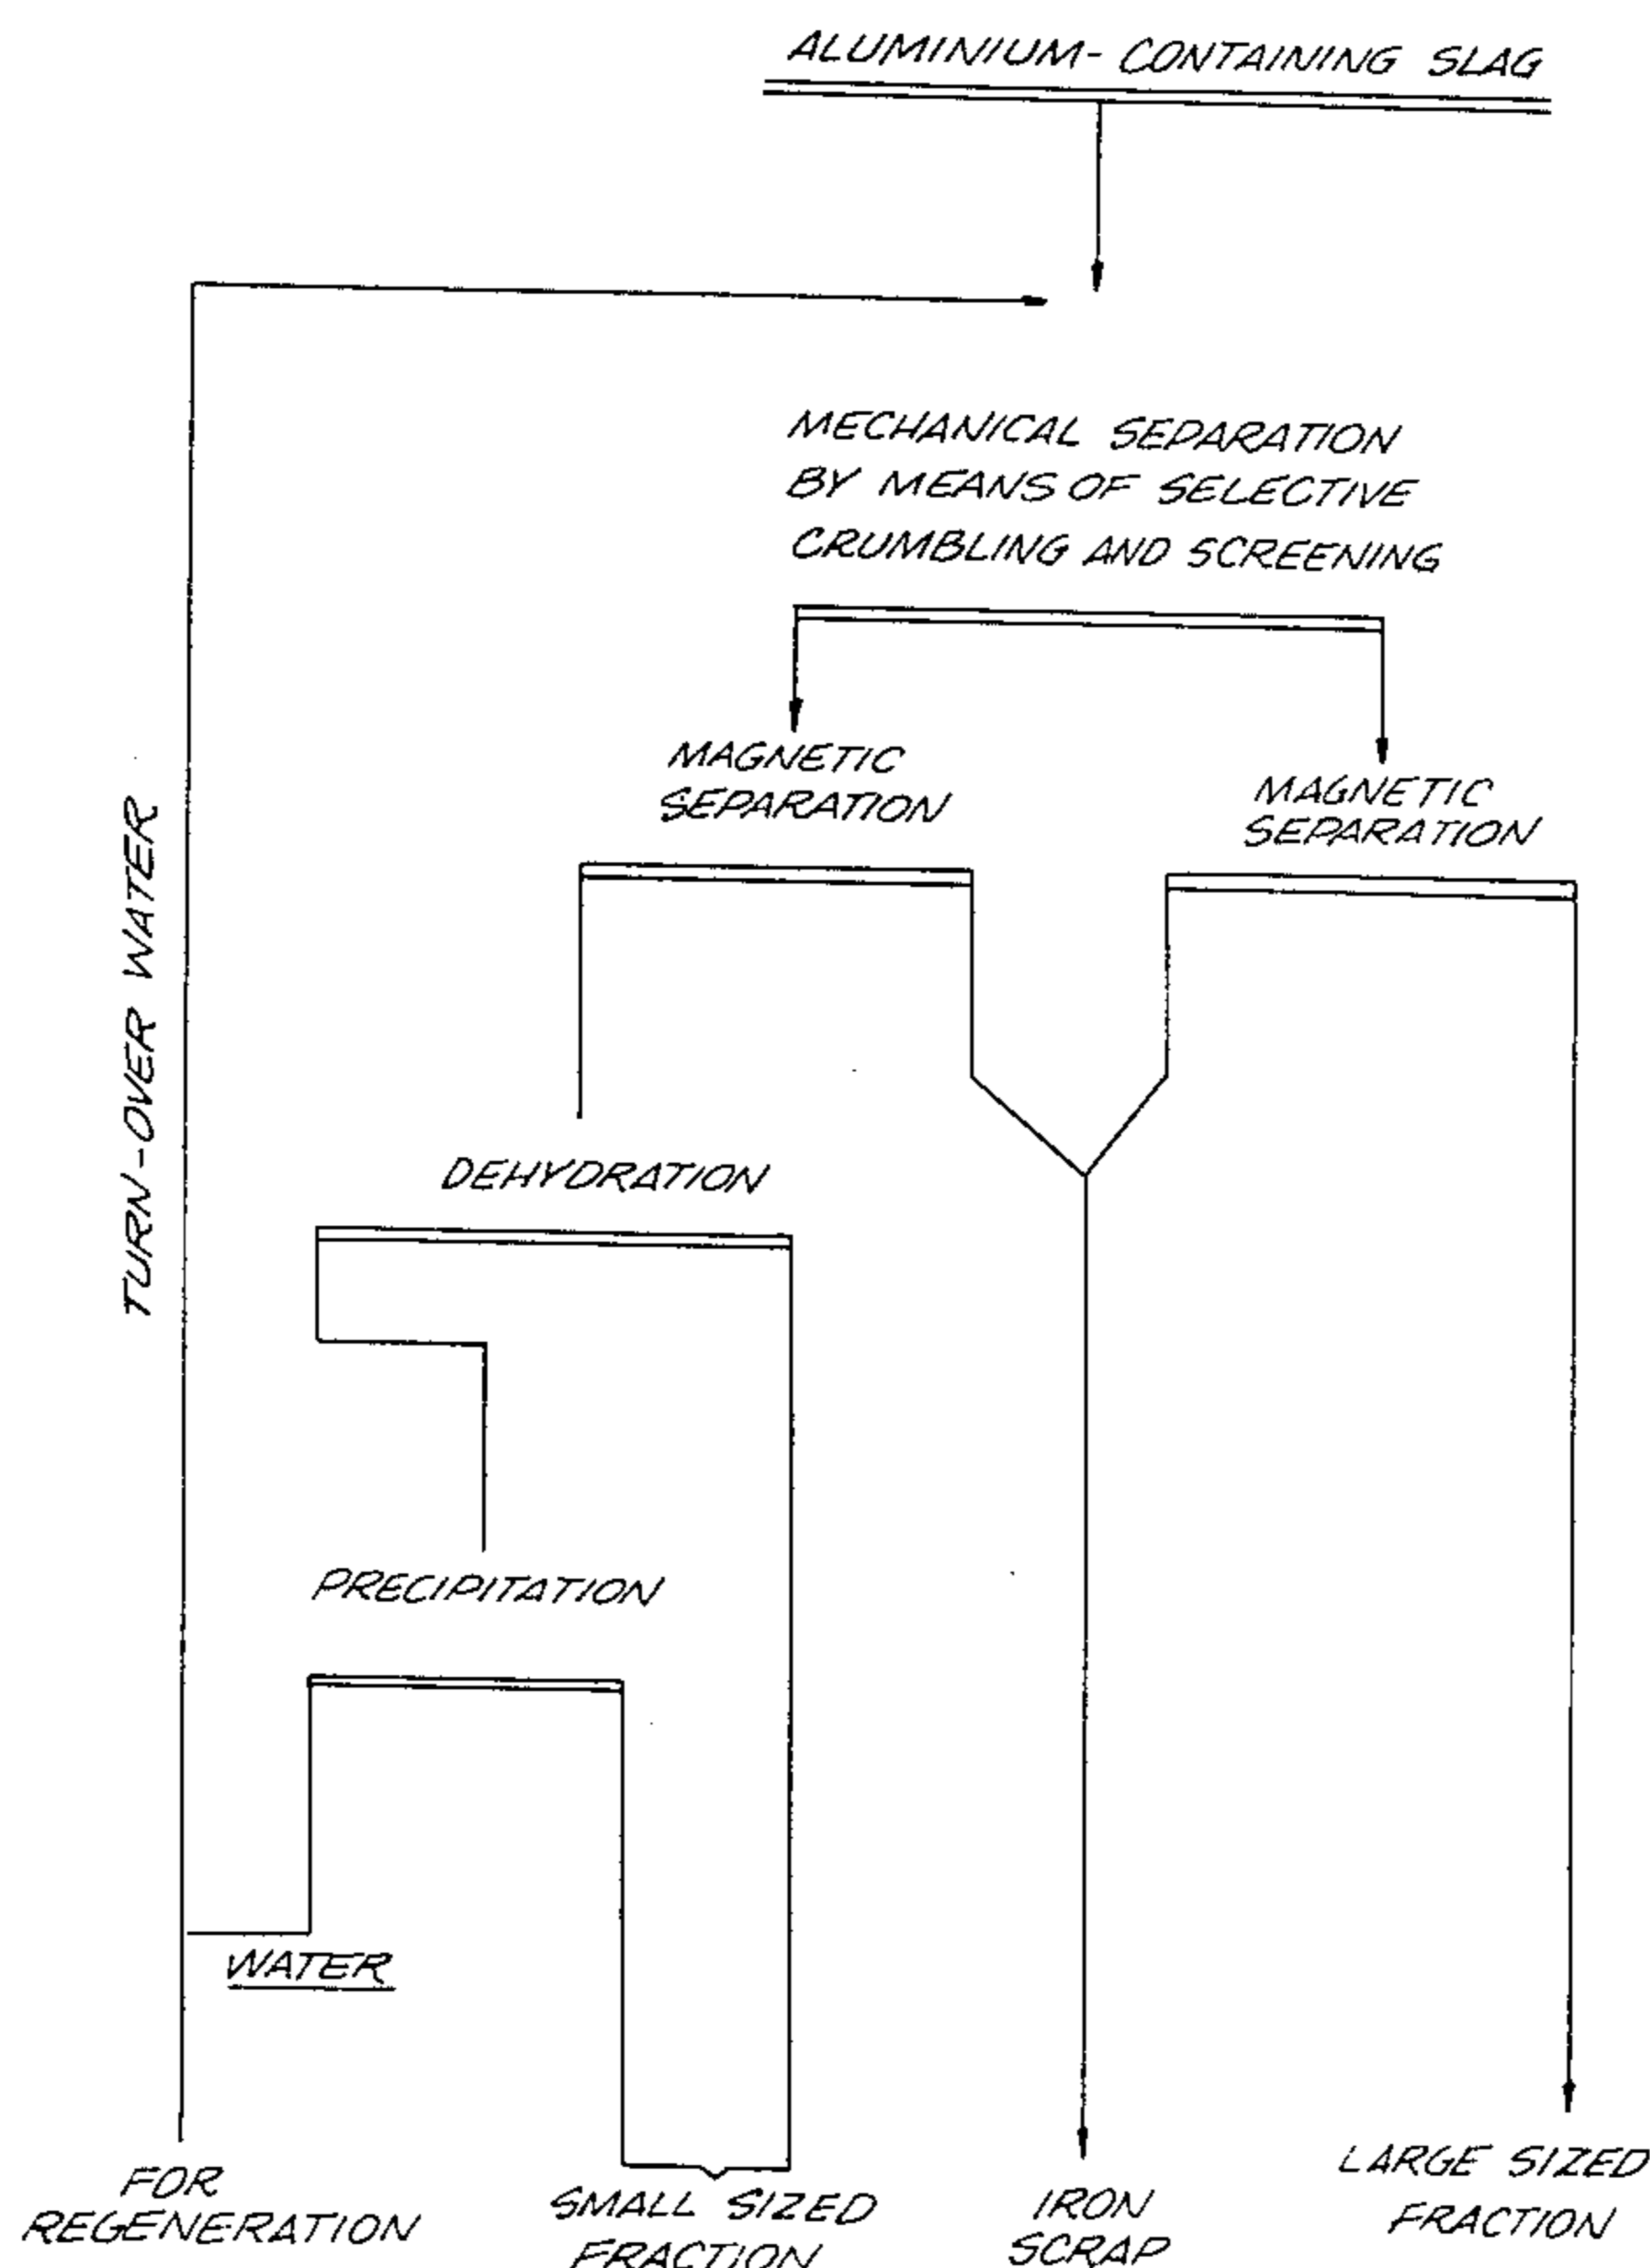 ALUMINIUM- CONTAINING SLAG
MECHANICAL SEPARATION
BY MEANS OF SELECTIVE
CRUMBLING AND SCREENING
MAGNETIC
SEPARATION
MAGNETIC
SEPARATION
TURN-OVER WATER
DEHYDRATION
PRECIPITATION
WATER
FOR
REGENERATION
SMALL SIZED
FRACTION
IRON
SCRAP
LARGE SIZED
FRACTION